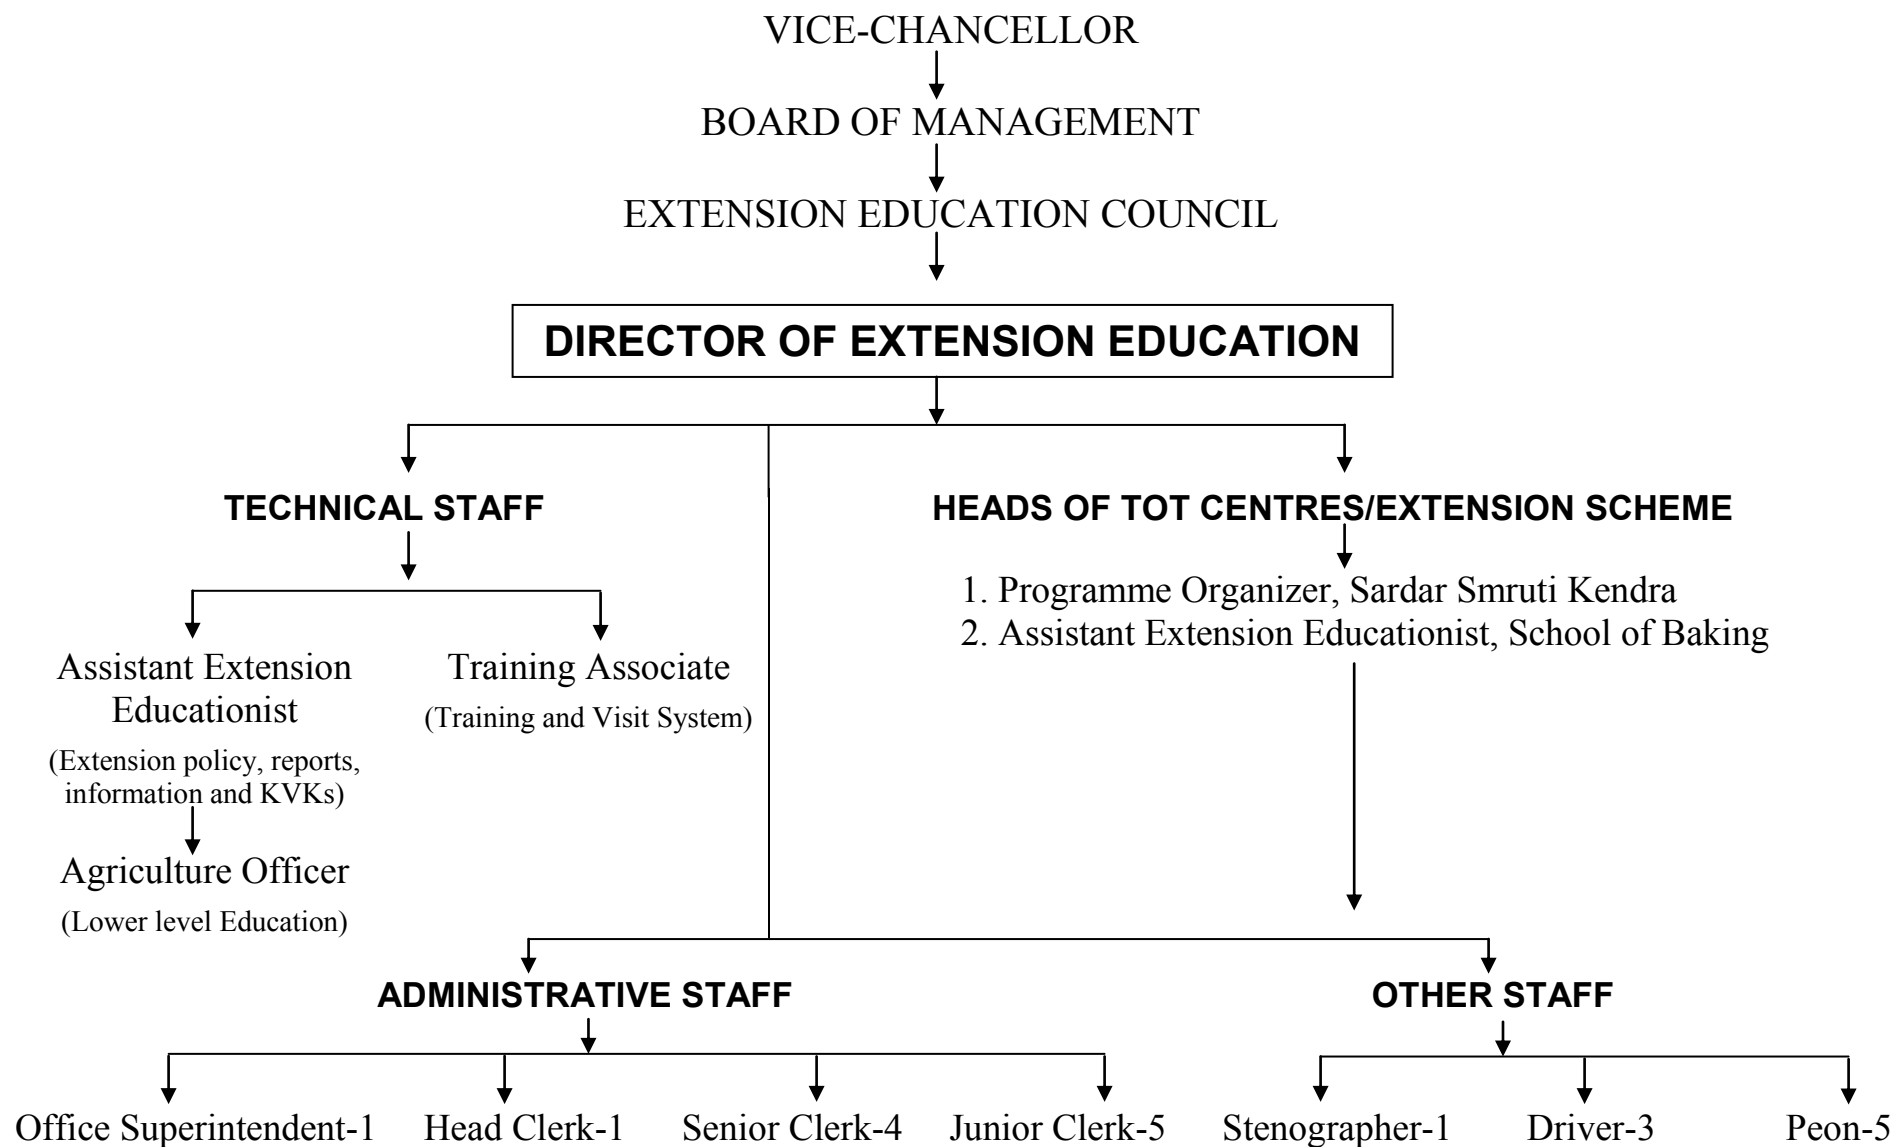 VICE-CHANCELLOR
BOARD OF MANAGEMENT
EXTENSION EDUCATION COUNCIL
DIRECTOR OF EXTENSION EDUCATION
TECHNICAL STAFF
HEADS OF TOT CENTRES/EXTENSION SCHEME
1. Programme Organizer, Sardar Smruti Kendra
2. Assistant Extension Educationist, School of Baking
Assistant Extension
Educationist
(Extension policy, reports,
information and KVKs)
Training Associate
(Training and Visit System)
Agriculture Officer
(Lower level Education)
ADMINISTRATIVE STAFF
OTHER STAFF
Office Superintendent-1
Head Clerk-1
Senior Clerk-4
Junior Clerk-5
Stenographer-1
Driver-3
Peon-5